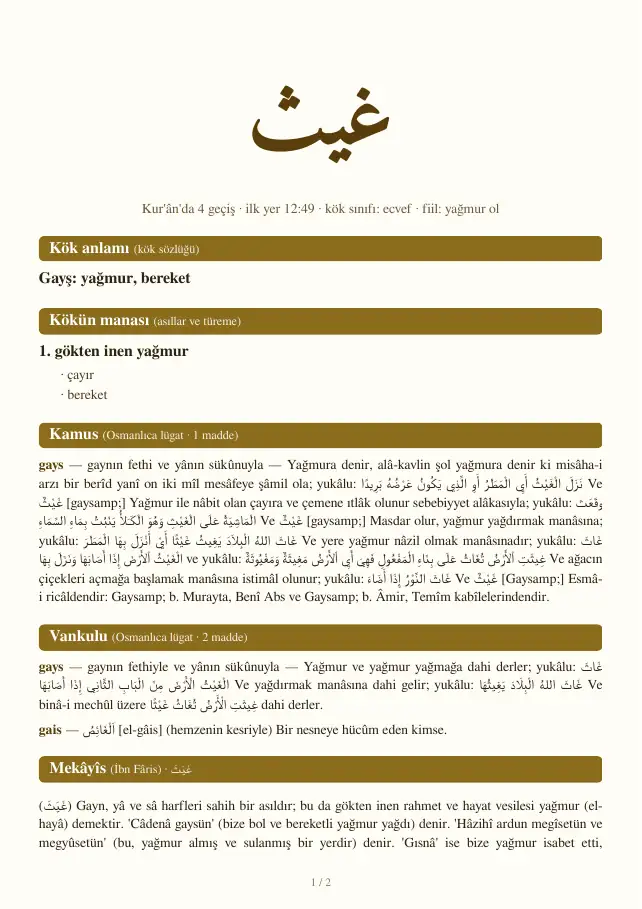 غيث
Kur'ân'da 4 geçiş · ilk yer 12:49 · kök sınıfı: ecvef · fiil: yağmur ol
Kök anlamı (kök sözlüğü)
Gayş: yağmur, bereket
Kökün manası (asıllar ve türeme)
1. gökten inen yağmur
· çayır
· bereket
Kamus (Osmanlıca lügat · 1 madde)
gays — gaynın fethi ve yânın sükûnuyla — Yağmura denir, alâ-kavlin şol yağmura denir ki misâha-i
arzı bir berîd yanî on iki mîl mesâfeye şâmil ola; yukâlu: نَزَلَ الْغَيْثُ أَيِ الْمَطَرُ أَوِ الَّذِي يَكُونُ عَرْضُهُ بَرِيدًا Ve
غَيْثٌ [gaysamp;] Yağmur ile nâbit olan çayıra ve çemene ıtlâk olunur sebebiyyet alâkasıyla; yukâlu: وقَعَت
الْمَاشِيَةُ عَلَى الْغَيْثِ وَهُوَ الْكَلَأُ يَنْبُتُ بِمَاءِ السَّمَاءِ Ve غَيْثٌ [gaysamp;] Masdar olur, yağmur yağdırmak manâsına;
yukâlu: غَاثَ اللهُ الْبِلَادَ يَغِيثُ غَيْثًا أَيْ أَنْزَلَ بِهَا الْمَطَرَ Ve yere yağmur nâzil olmak manâsınadır; yukâlu: غَاثَ
الْغَيْثُ الْأَرْضَ إِذَا أَصَابَهَا وَنَزَلَ بِهَا ve yukâlu: غِيثَتِ الْأَرْضُ تُغَاثُ عَلَى بِنَاءِ الْمَفْعُولِ فَهِيَ أَيِ الْأَرْضُ مَغِيثَةٌ وَمَغْيُوثَةٌ Ve ağacın
çiçekleri açmağa başlamak manâsına istimâl olunur; yukâlu: غَاثَ النَّوْرُ إِذَا أَضَاءَ Ve غَيْثٌ [Gaysamp;] Esmâ-
i ricâldendir: Gaysamp; b. Murayta, Benî Abs ve Gaysamp; b. Âmir, Temîm kabîlelerindendir.
Vankulu (Osmanlıca lügat · 2 madde)
gays — gaynın fethiyle ve yânın sükûnuyla — Yağmur ve yağmur yağmağa dahi derler; yukâlu: غَاثَ
الْغَيْثُ الْأَرْضَ مِنَ الْبَابِ الثَّانِي إِذَا أَصَابَهَا Ve yağdırmak manâsına dahi gelir; yukâlu: غَاثَ اللهُ الْبِلَادَ يَغِيثُهَا Ve
binâ-i mechûl üzere غِيثَتِ الْأَرْضُ تُغَاثُ غَيْثًا dahi derler.
gais — اَلْغَائِصُ [el-gâis] (hemzenin kesriyle) Bir nesneye hücûm eden kimse.
Mekâyîs (İbn Fâris) · غَيَثَ
(غَيَثَ) Gayn, yâ ve sâ harfleri sahih bir asıldır; bu da gökten inen rahmet ve hayat vesilesi yağmur (el-
hayâ) demektir. 'Câdenâ gaysün' (bize bol ve bereketli yağmur yağdı) denir. 'Hâzihî ardun megîsetün ve
megyûsetün' (bu, yağmur almış ve sulanmış bir yerdir) denir. 'Gısnâ' ise bize yağmur isabet etti,
1 / 2